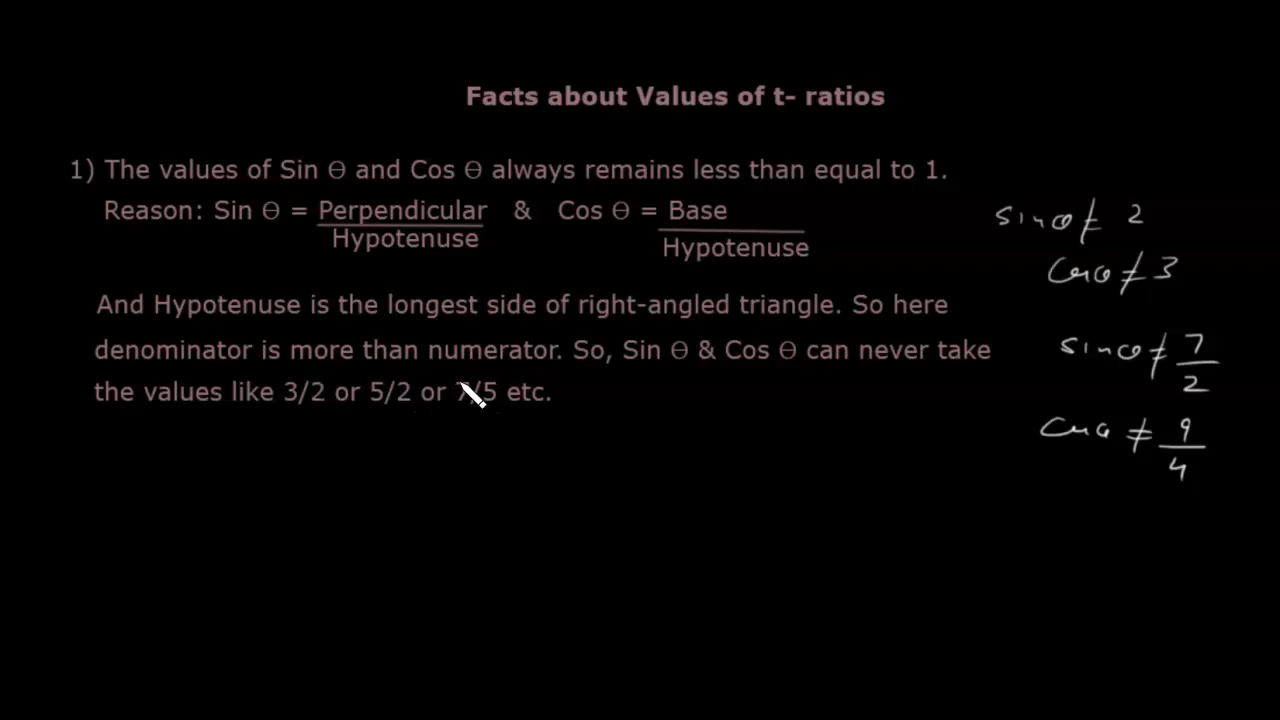 Facts about Values of t- ratios
1) The values of Sin Θ and Cos Θ always remains less than equal to 1.
Reason: Sin Θ = Perpendicular & Cos Θ = Base
Hypotenuse Hypotenuse
sinθ ≠ 2
cosθ ≠ 3
And Hypotenuse is the longest side of right-angled triangle. So here
denominator is more than numerator. So, Sin Θ & Cos Θ can never take
the values like 3/2 or 5/2 or 7/5 etc.
sinθ ≠ 7/2
cosθ ≠ 9/4